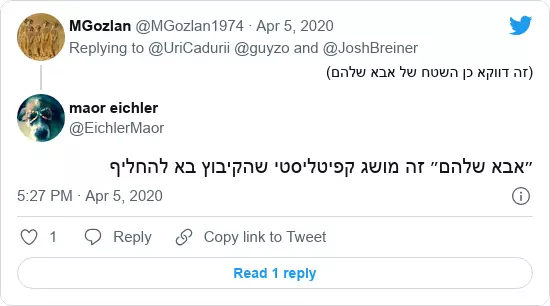 MGozlan @MGozlan1974 · Apr 5, 2020
Replying to @UriCadurii @guyzo and @JoshBreiner
(זה דווקא כן השטח של אבא שלהם)
maor eichler
@EichlerMaor
״אבא שלהם״ זה מושג קפיטליסטי שהקיבוץ בא להחליף
5:27 PM · Apr 5, 2020
1 Reply Copy link to Tweet
Read 1 reply